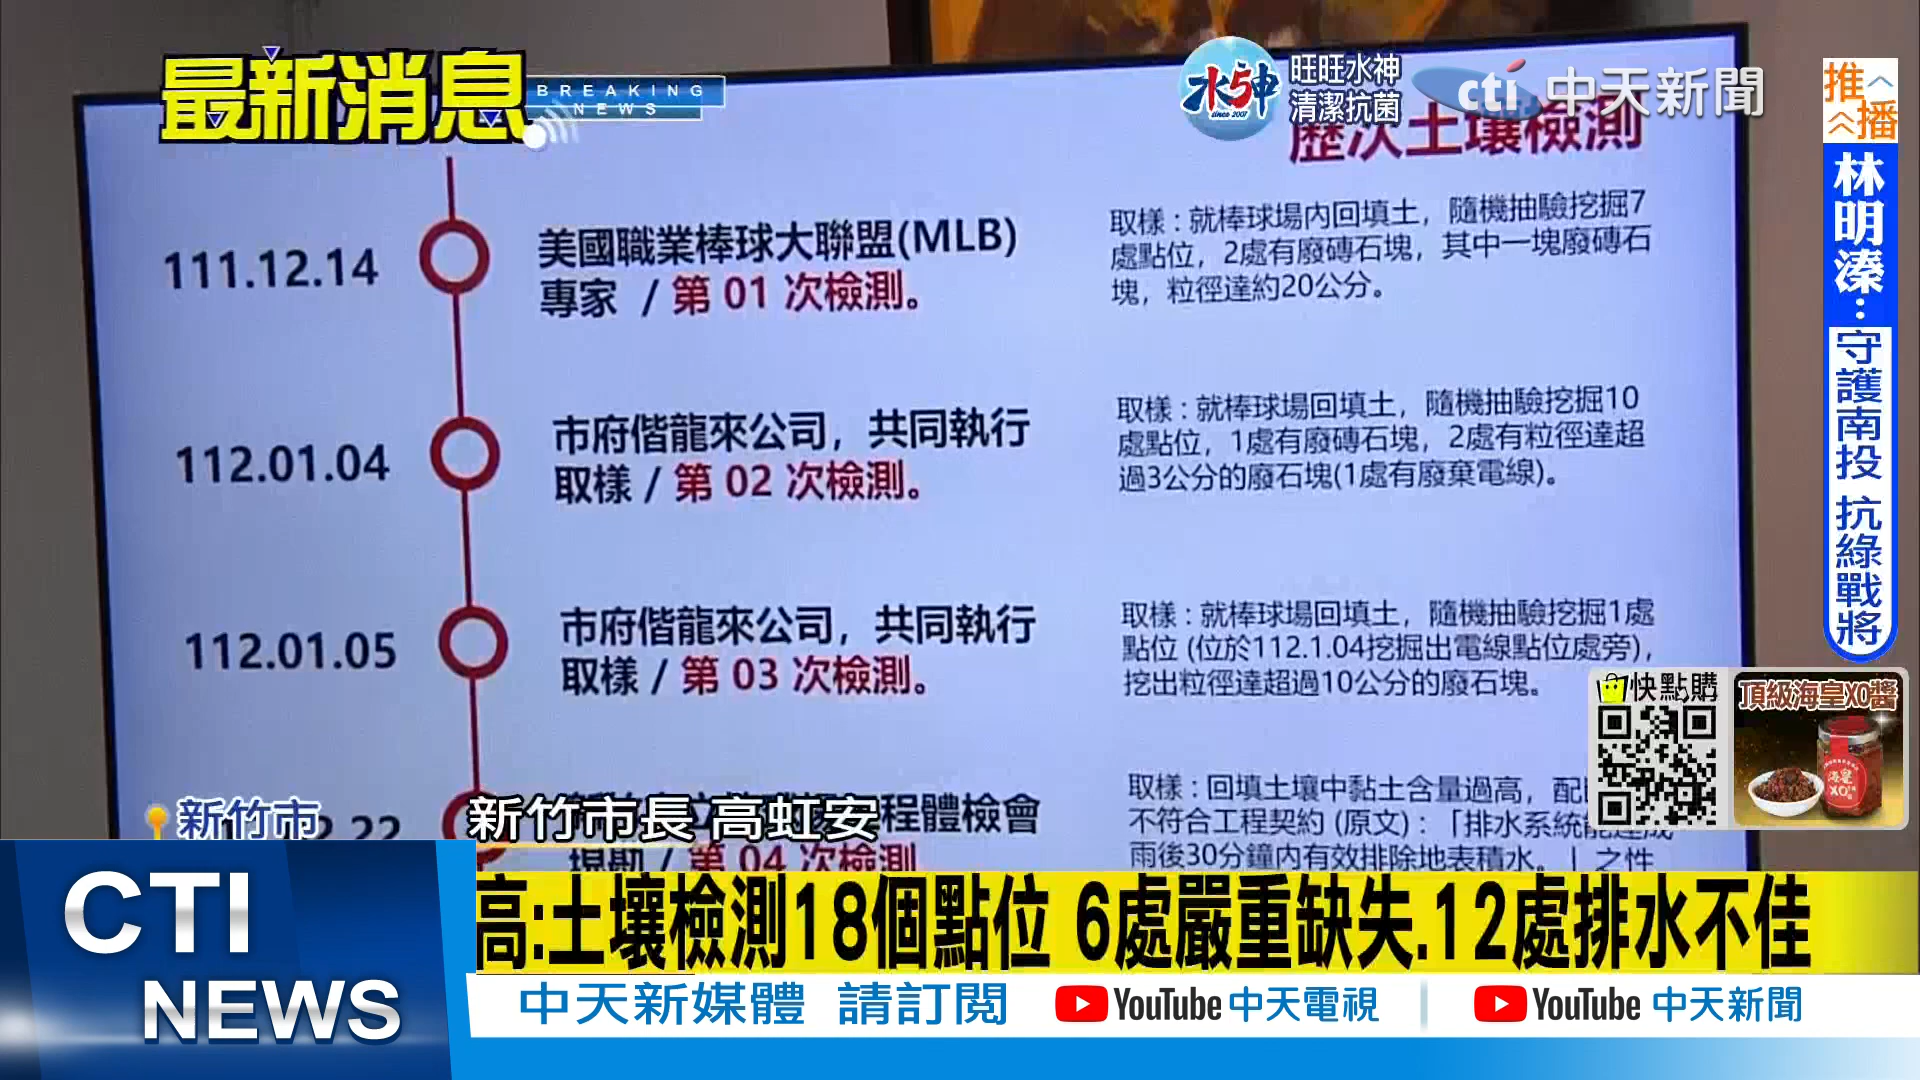 最新消息
BREAKING
NEWS
水神
since 2007
旺旺水神
清潔抗菌
cti 中天新聞
推播
林明溱:守護南投 抗綠戰將
歷次土壤檢測
111.12.14
美國職業棒球大聯盟(MLB)
專家 / 第 01 次檢測。
取樣:就棒球場內回填土,隨機抽驗挖掘7
處點位,2處有廢磚石塊,其中一塊廢磚石
塊,粒徑達約20公分。
112.01.04
市府偕龍來公司,共同執行
取樣 / 第 02 次檢測。
取樣:就棒球場回填土,隨機抽驗挖掘10
處點位,1處有廢磚石塊,2處有粒徑達超
過3公分的廢石塊(1處有廢棄電線)。
112.01.05
市府偕龍來公司,共同執行
取樣 / 第 03 次檢測。
取樣:就棒球場回填土,隨機抽驗挖掘1處
點位 (位於112.1.04挖掘出電線點位處旁),
挖出粒徑達超過10公分的廢石塊。
2.22
程體檢會
現勘 / 第 04 次檢測
取樣:回填土壤中黏土含量過高,配
不符合工程契約 (原文):「排水系統能達成
雨後30分鐘內有效排除地表積水。」之性
快點購
頂級海皇XO醬
海皇
XO
新竹市
新竹市長 高虹安
高:土壤檢測18個點位 6處嚴重缺失.12處排水不佳
CTI
NEWS
中天新媒體 請訂閱 YouTube 中天電視 YouTube 中天新聞